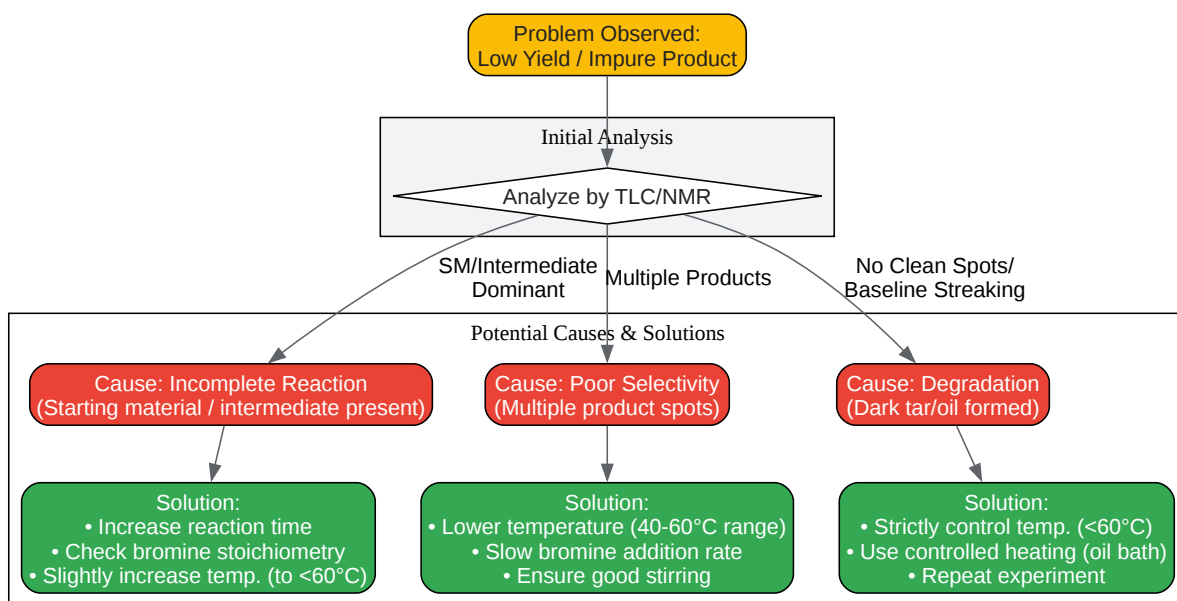 Problem Observed:
Low Yield / Impure Product
Initial Analysis
Analyze by TLC/NMR
SM/Intermediate
Dominant
Multiple Products
No Clean Spots/
Baseline Streaking
Potential Causes & Solutions
Cause: Incomplete Reaction
(Starting material / intermediate present)
Cause: Poor Selectivity
(Multiple product spots)
Cause: Degradation
(Dark tar/oil formed)
Solution:
• Increase reaction time
• Check bromine stoichiometry
• Slightly increase temp. (to <60°C)
Solution:
• Lower temperature (40-60°C range)
• Slow bromine addition rate
• Ensure good stirring
Solution:
• Strictly control temp. (<60°C)
• Use controlled heating (oil bath)
• Repeat experiment